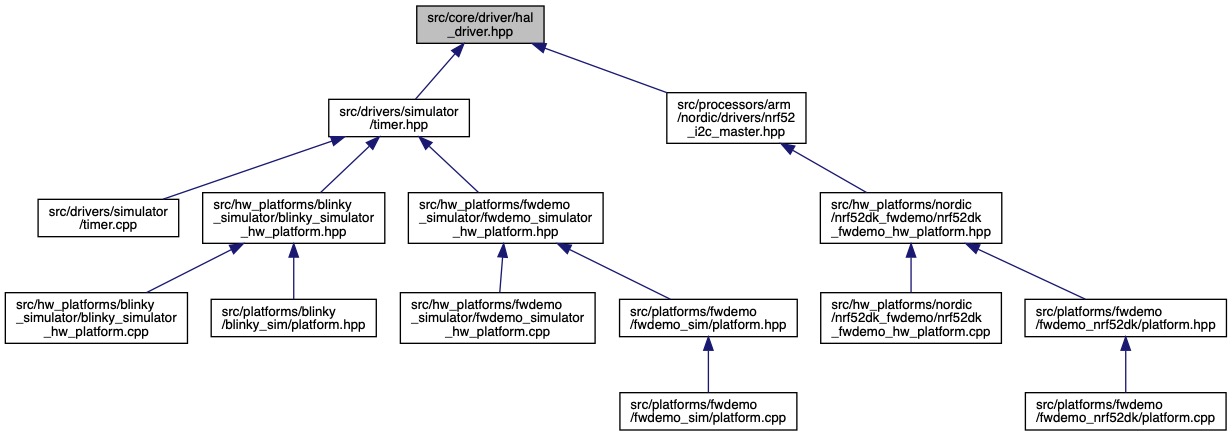 src/core/driver/hal
_driver.hpp
src/drivers/simulator
/timer.hpp
src/processors/arm
/nordic/drivers/nrf52
_i2c_master.hpp
src/drivers/simulator
/timer.cpp
src/hw_platforms/blinky
_simulator/blinky_simulator
_hw_platform.hpp
src/hw_platforms/fwdemo
_simulator/fwdemo_simulator
_hw_platform.hpp
src/hw_platforms/nordic
/nrf52dk_fwdemo/nrf52dk
_fwdemo_hw_platform.hpp
src/hw_platforms/blinky
_simulator/blinky_simulator
_hw_platform.cpp
src/platforms/blinky
/blinky_sim/platform.hpp
src/hw_platforms/fwdemo
_simulator/fwdemo_simulator
_hw_platform.cpp
src/platforms/fwdemo
/fwdemo_sim/platform.hpp
src/hw_platforms/nordic
/nrf52dk_fwdemo/nrf52dk
_fwdemo_hw_platform.cpp
src/platforms/fwdemo
/fwdemo_nrf52dk/platform.hpp
src/platforms/fwdemo
/fwdemo_sim/platform.cpp
src/platforms/fwdemo
/fwdemo_nrf52dk/platform.cpp